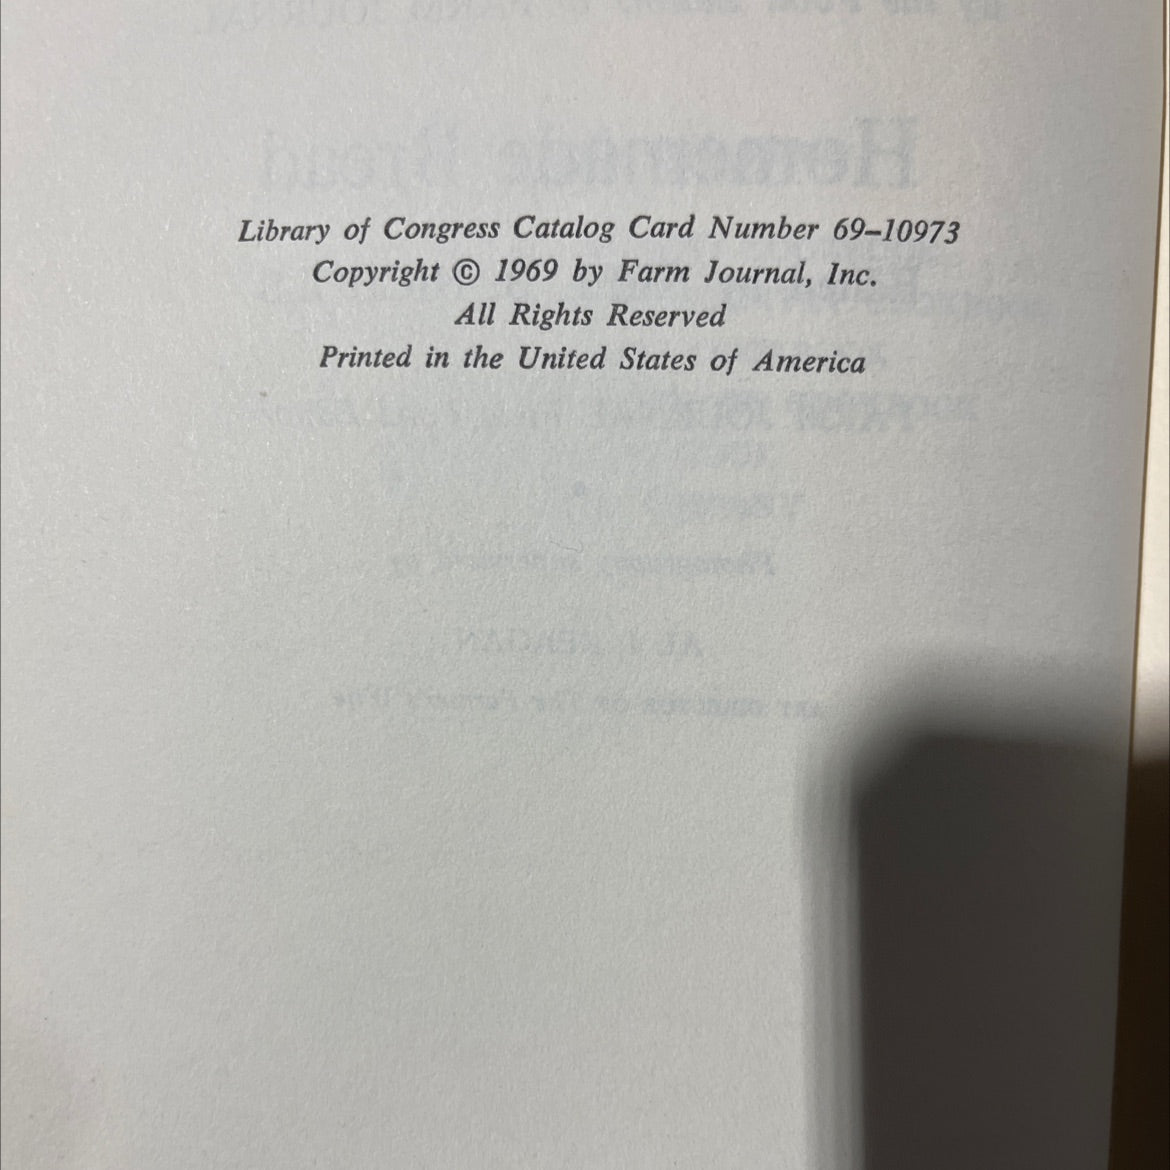 Library of Congress Catalog Card Number 69–10973
Copyright © 1969 by Farm Journal, Inc.
All Rights Reserved
Printed in the United States of America